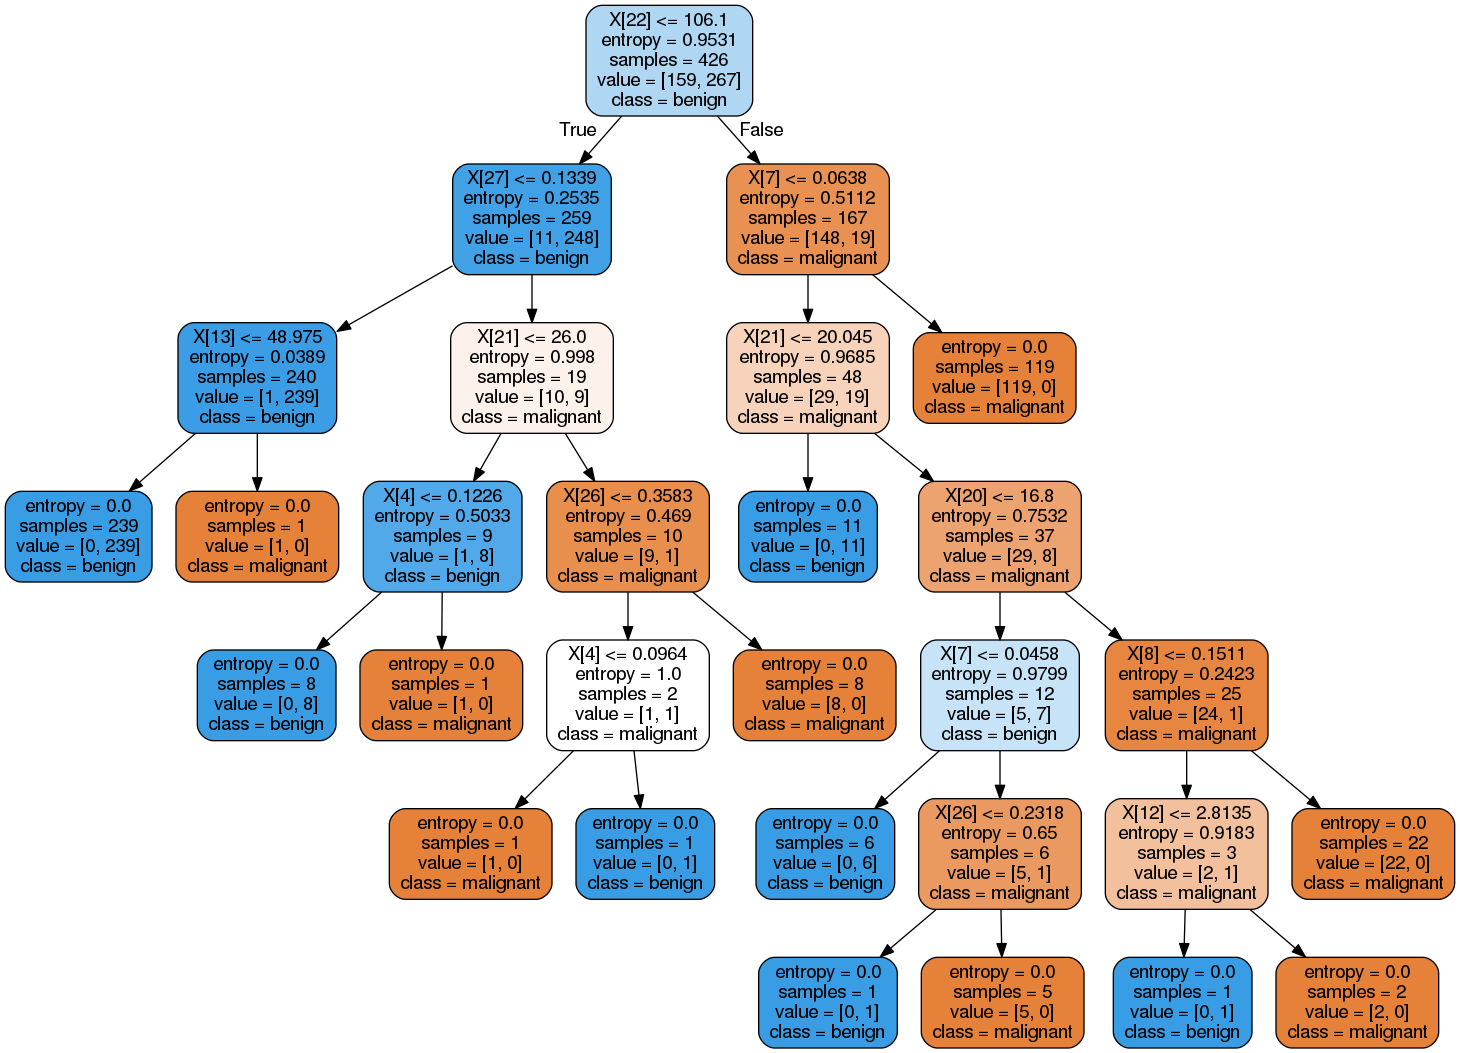 X[22] <= 106.1
entropy = 0.9531
samples = 426
value = [159, 267]
class = benign
True
False
X[27] <= 0.1339
entropy = 0.2535
samples = 259
value = [11, 248]
class = benign
X[7] <= 0.0638
entropy = 0.5112
samples = 167
value = [148, 19]
class = malignant
X[13] <= 48.975
entropy = 0.0389
samples = 240
value = [1, 239]
class = benign
X[21] <= 26.0
entropy = 0.998
samples = 19
value = [10, 9]
class = malignant
X[21] <= 20.045
entropy = 0.9685
samples = 48
value = [29, 19]
class = malignant
entropy = 0.0
samples = 119
value = [119, 0]
class = malignant
entropy = 0.0
samples = 239
value = [0, 239]
class = benign
entropy = 0.0
samples = 1
value = [1, 0]
class = malignant
X[4] <= 0.1226
entropy = 0.5033
samples = 9
value = [1, 8]
class = benign
X[26] <= 0.3583
entropy = 0.469
samples = 10
value = [9, 1]
class = malignant
entropy = 0.0
samples = 11
value = [0, 11]
class = benign
X[20] <= 16.8
entropy = 0.7532
samples = 37
value = [29, 8]
class = malignant
entropy = 0.0
samples = 8
value = [0, 8]
class = benign
entropy = 0.0
samples = 1
value = [1, 0]
class = malignant
X[4] <= 0.0964
entropy = 1.0
samples = 2
value = [1, 1]
class = malignant
entropy = 0.0
samples = 8
value = [8, 0]
class = malignant
X[7] <= 0.0458
entropy = 0.9799
samples = 12
value = [5, 7]
class = benign
X[8] <= 0.1511
entropy = 0.2423
samples = 25
value = [24, 1]
class = malignant
entropy = 0.0
samples = 1
value = [1, 0]
class = malignant
entropy = 0.0
samples = 1
value = [0, 1]
class = benign
entropy = 0.0
samples = 6
value = [0, 6]
class = benign
X[26] <= 0.2318
entropy = 0.65
samples = 6
value = [5, 1]
class = malignant
X[12] <= 2.8135
entropy = 0.9183
samples = 3
value = [2, 1]
class = malignant
entropy = 0.0
samples = 22
value = [22, 0]
class = malignant
entropy = 0.0
samples = 1
value = [0, 1]
class = benign
entropy = 0.0
samples = 5
value = [5, 0]
class = malignant
entropy = 0.0
samples = 1
value = [0, 1]
class = benign
entropy = 0.0
samples = 2
value = [2, 0]
class = malignant